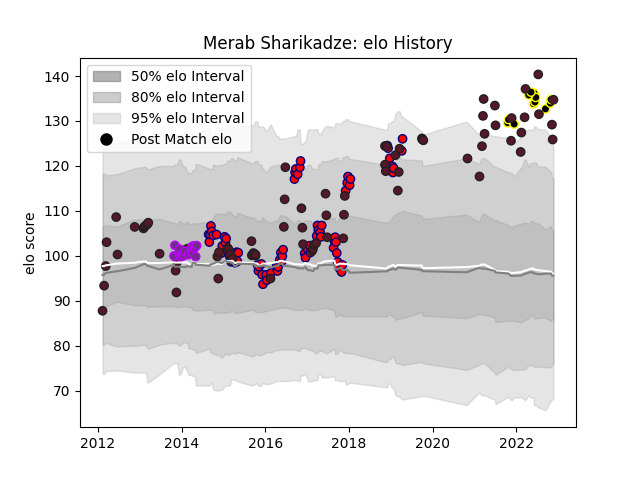 Merab Sharikadze: elo History
50% elo Interval
80% elo Interval
95% elo Interval
Post Match elo
elo score
140
130
120
110
100
90
80
70
2012
2014
2016
2018
2020
2022